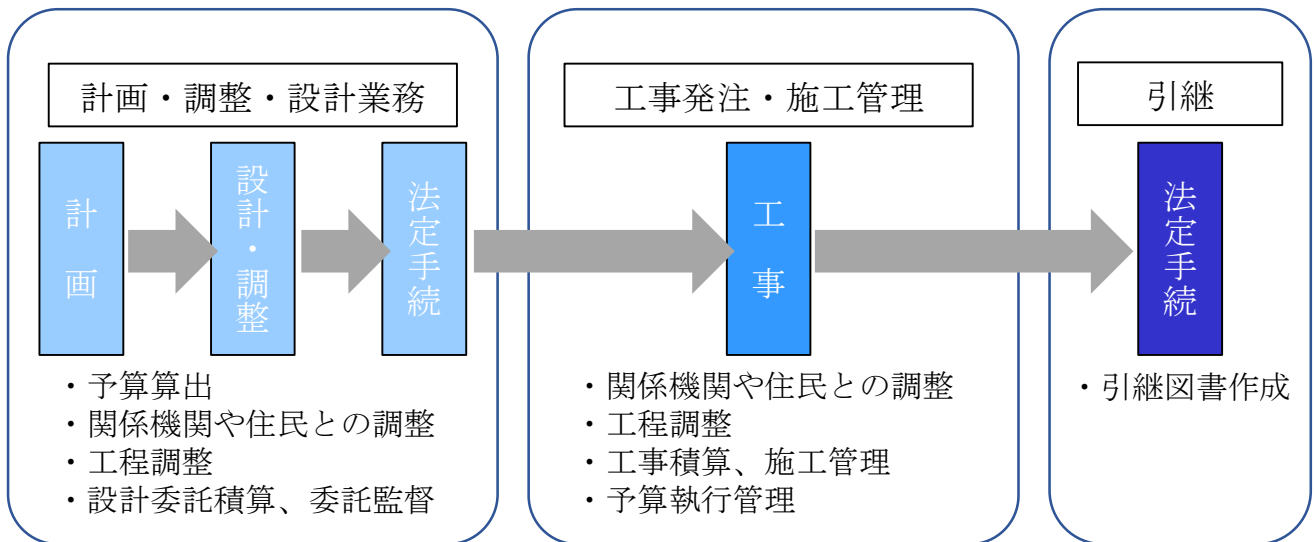 計画・調整・設計業務
計画
設計・調整
法定手続
・予算算出
・関係機関や住民との調整
・工程調整
・設計委託積算、委託監督
工事発注・施工管理
工事
・関係機関や住民との調整
・工程調整
・工事積算、施工管理
・予算執行管理
引継
法定手続
・引継図書作成